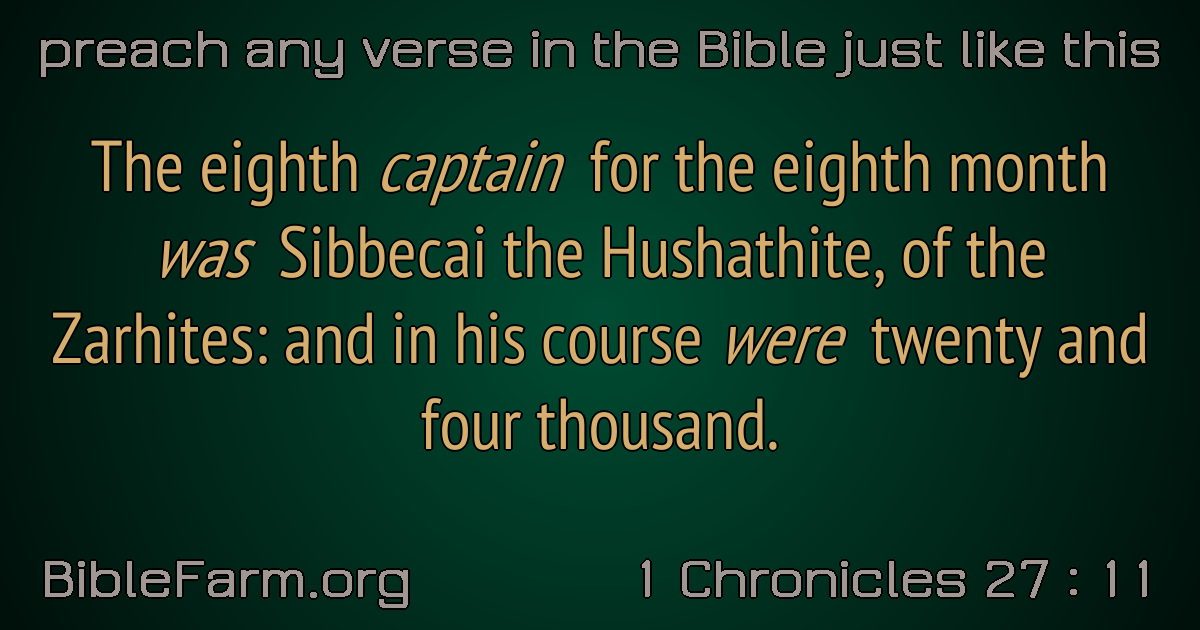 preach any verse in the Bible just like this
The eighth captain for the eighth month
was Sibbecai the Hushathite, of the
Zarhites: and in his course were twenty and
four thousand.
BibleFarm.org
1 Chronicles 27 : 11